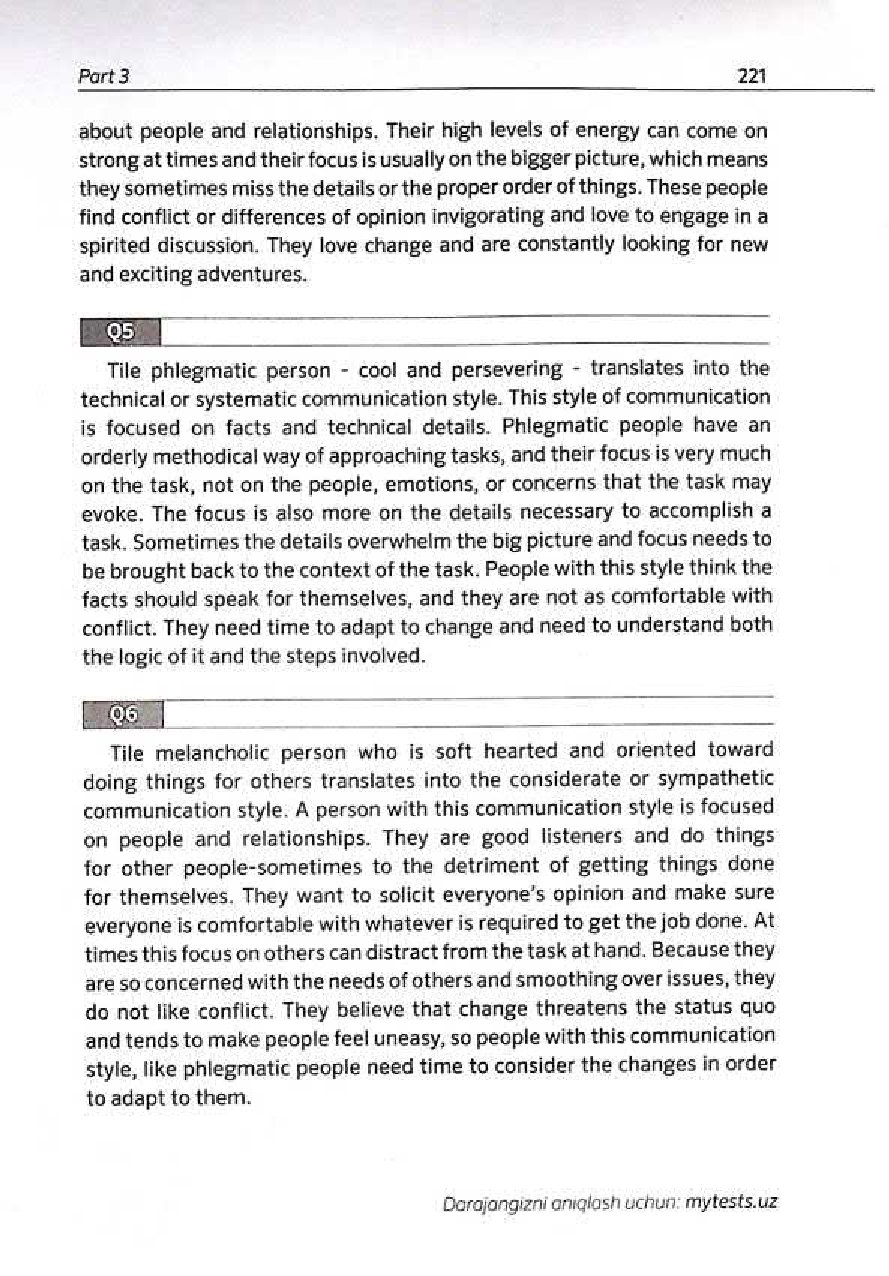 Part 3 221
about people and relationships. Their high levels of energy can come on
strong at times and their focus is usually on the bigger picture, which means
they sometimes miss the details or the proper order of things. These people
find conflict or differences of opinion invigorating and love to engage in a
spirited discussion. They love change and are constantly looking for new
and exciting adventures.
Q5
Tile phlegmatic person - cool and persevering - translates into the
technical or systematic communication style. This style of communication
is focused on facts and technical details. Phlegmatic people have an
orderly methodical way of approaching tasks, and their focus is very much
on the task, not on the people, emotions, or concerns that the task may
evoke. The focus is also more on the details necessary to accomplish a
task. Sometimes the details overwhelm the big picture and focus needs to
be brought back to the context of the task. People with this style think the
facts should speak for themselves, and they are not as comfortable with
conflict. They need time to adapt to change and need to understand both
the logic of it and the steps involved.
Q6
Tile melancholic person who is soft hearted and oriented toward
doing things for others translates into the considerate or sympathetic
communication style. A person with this communication style is focused
on people and relationships. They are good listeners and do things
for other people-sometimes to the detriment of getting things done
for themselves. They want to solicit everyone's opinion and make sure
everyone is comfortable with whatever is required to get the job done. At
times this focus on others can distract from the task at hand. Because they
are so concerned with the needs of others and smoothing over issues, they
do not like conflict. They believe that change threatens the status quo
and tends to make people feel uneasy, so people with this communication
style, like phlegmatic people need time to consider the changes in order
to adapt to them.
Darajangizni aniqlash uchun: mytests.uz